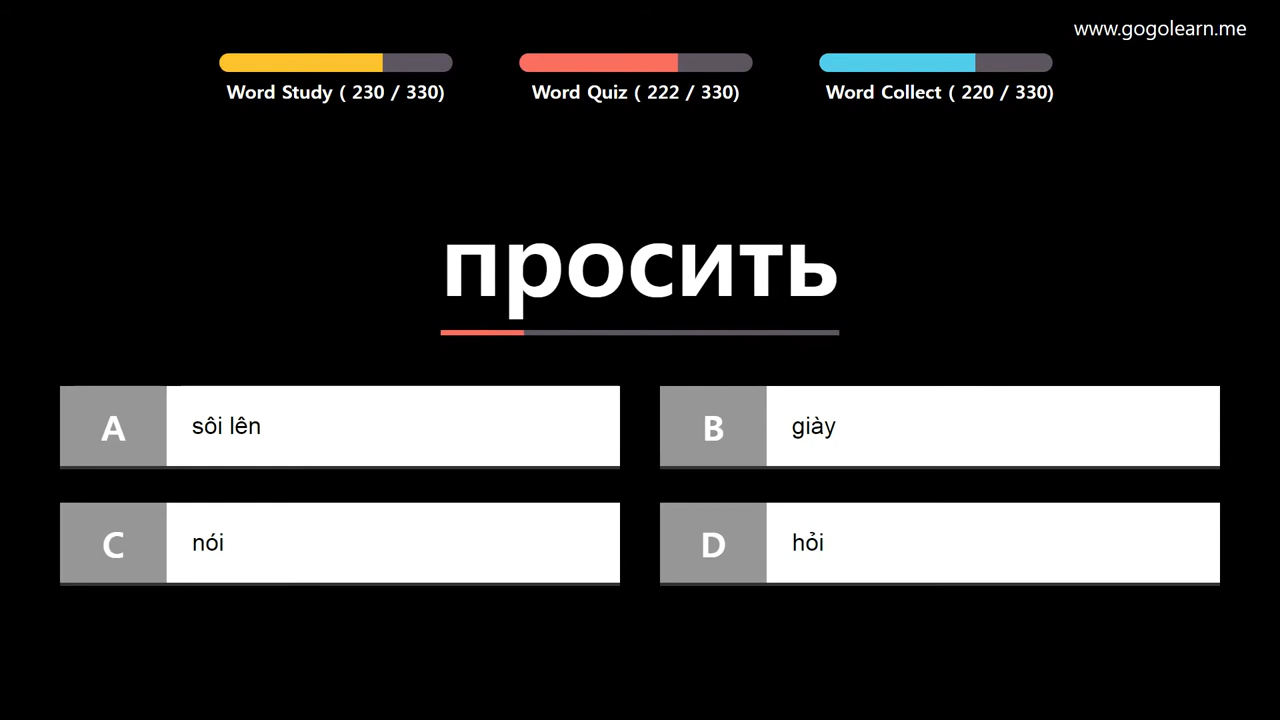 www.gogolearn.me
Word Study ( 230 / 330)
Word Quiz ( 222 / 330)
Word Collect ( 220 / 330)
просить
A sôi lên
B giày
C nói
D hỏi